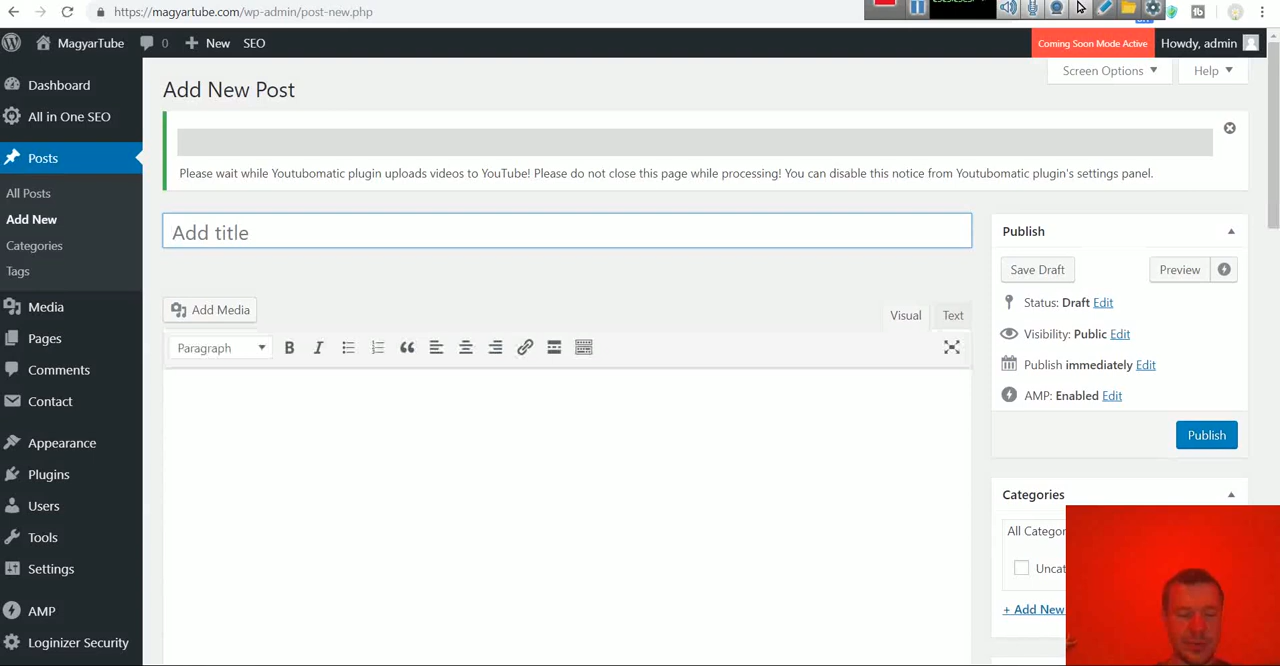 https://magyartube.com/wp-admin/post-new.php
MagyarTube 0 New SEO
Coming Soon Mode Active Howdy, admin
Screen Options Help
Dashboard
All in One SEO
Posts
All Posts
Add New
Categories
Tags
Media
Pages
Comments
Contact
Appearance
Plugins
Users
Tools
Settings
AMP
Loginizer Security
Add New Post
Please wait while Youtubomatic plugin uploads videos to YouTube! Please do not close this page while processing! You can disable this notice from Youtubomatic plugin's settings panel.
Add title
Add Media
Visual Text
Paragraph
Publish
Save Draft Preview
Status: Draft Edit
Visibility: Public Edit
Publish immediately Edit
AMP: Enabled Edit
Publish
Categories
All Categor
Uncat
+ Add New